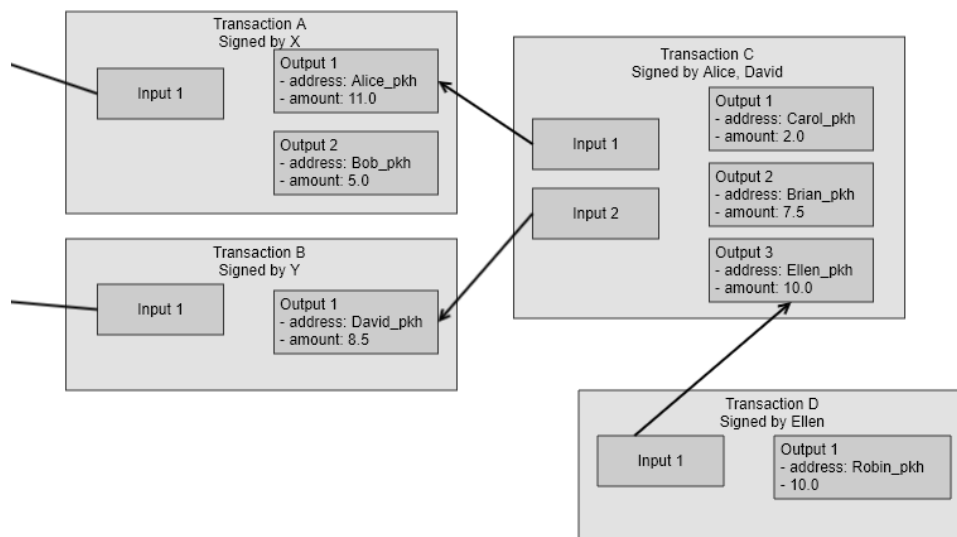 Transaction A
Signed by X
Input 1
Output 1
- address: Alice_pkh
- amount: 11.0
Output 2
- address: Bob_pkh
- amount: 5.0
Transaction B
Signed by Y
Input 1
Output 1
- address: David_pkh
- amount: 8.5
Transaction C
Signed by Alice, David
Input 1
Input 2
Output 1
- address: Carol_pkh
- amount: 2.0
Output 2
- address: Brian_pkh
- amount: 7.5
Output 3
- address: Ellen_pkh
- amount: 10.0
Transaction D
Signed by Ellen
Input 1
Output 1
- address: Robin_pkh
- 10.0